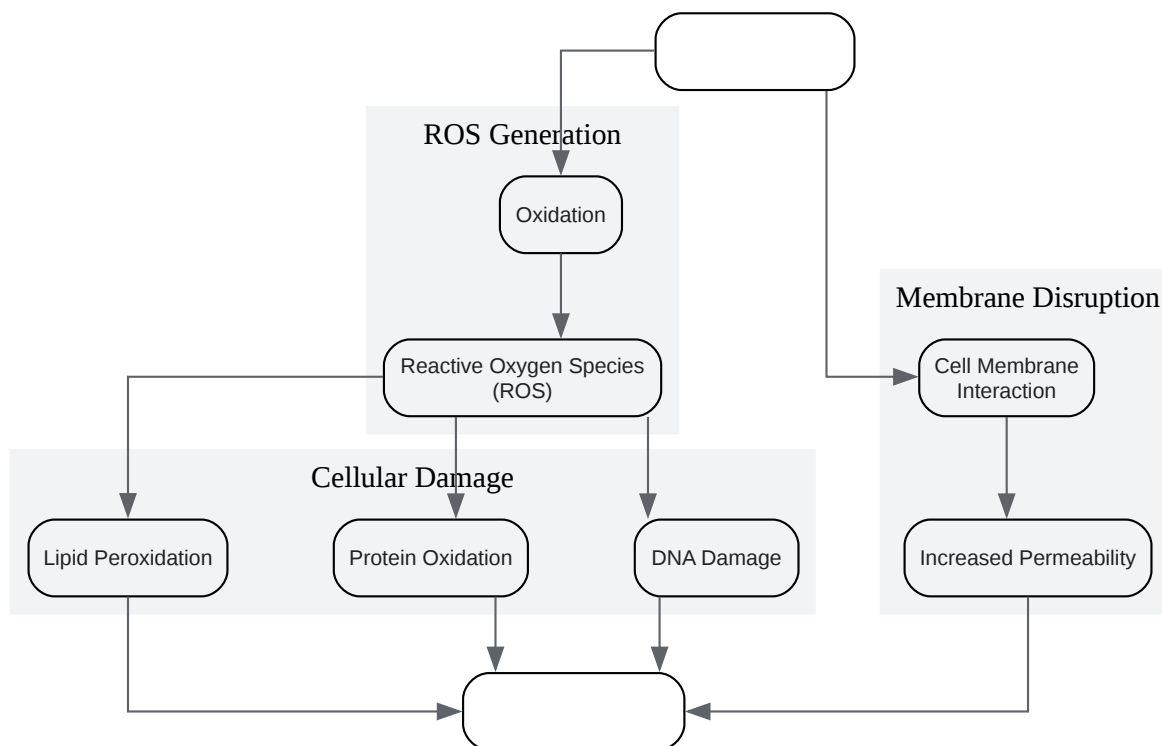 ROS Generation
Oxidation
Membrane Disruption
Reactive Oxygen Species
(ROS)
Cell Membrane
Interaction
Cellular Damage
Lipid Peroxidation
Protein Oxidation
DNA Damage
Increased Permeability